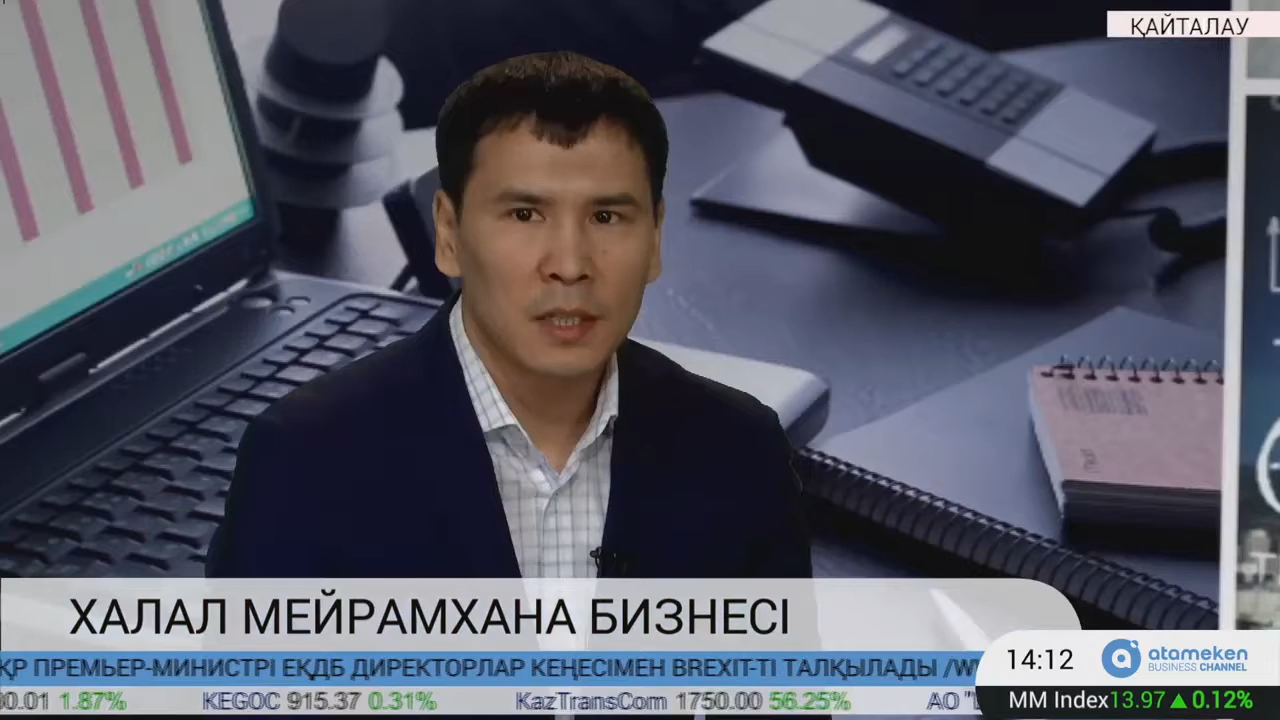 ҚАЙТАЛАУ
ХАЛАЛ МЕЙРАМХАНА БИЗНЕСІ
ҚР ПРЕМЬЕР-МИНИСТРІ ЕҚДБ ДИРЕКТОРЛАР КЕҢЕСІМЕН BREXIT-ТІ ТАЛҚЫЛАДЫ /W
14:12
atameken
BUSINESS CHANNEL
00.01 1.87% KEGOC 915.37 0.31% KazTransCom 1750.00 56.25% АО "
MM Index 13.97 ▲ 0.12%